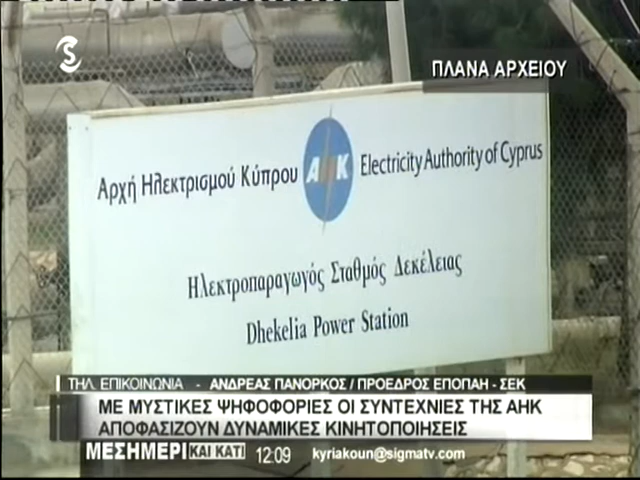 S
ΠΛΑΝΑ ΑΡΧΕΙΟΥ
Αρχή Ηλεκτρισμού Κύπρου ΑΗΚ Electricity Authority of Cyprus
Ηλεκτροπαραγωγός Σταθμός Δεκέλειας
Dhekelia Power Station
ΤΗΛ. ΕΠΙΚΟΙΝΩΝΙΑ - ΑΝΔΡΕΑΣ ΠΑΝΟΡΚΟΣ / ΠΡΟΕΔΡΟΣ ΕΠΟΠΑΗ - ΣΕΚ
ΜΕ ΜΥΣΤΙΚΕΣ ΨΗΦΟΦΟΡΙΕΣ ΟΙ ΣΥΝΤΕΧΝΙΕΣ ΤΗΣ ΑΗΚ
ΑΠΟΦΑΣΙΖΟΥΝ ΔΥΝΑΜΙΚΕΣ ΚΙΝΗΤΟΠΟΙΗΣΕΙΣ
ΜΕΣΗΜΕΡΙ ΚΑΙ ΚΑΤΙ 12:09 kyriakoun@sigmatv.com